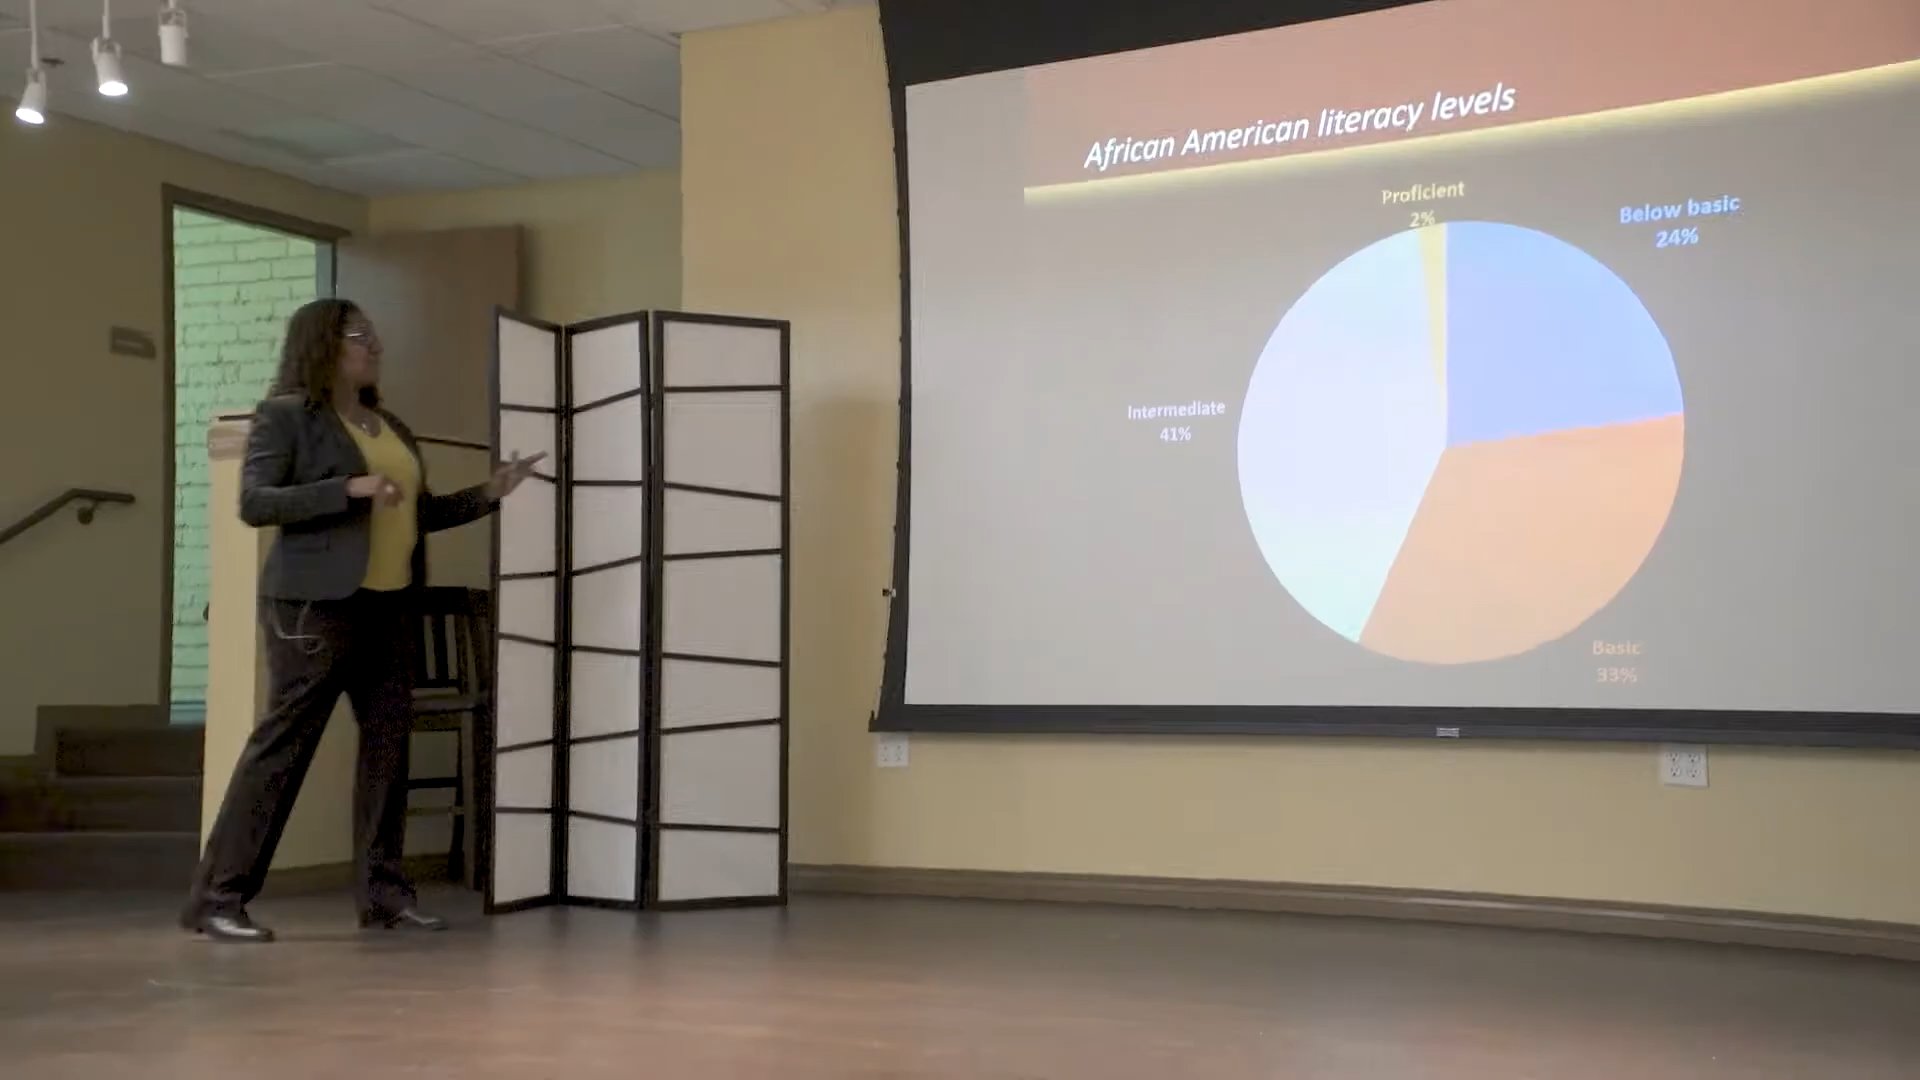 African American literacy levels
Proficient
2%
Below basic
24%
Intermediate
41%
Basic
33%